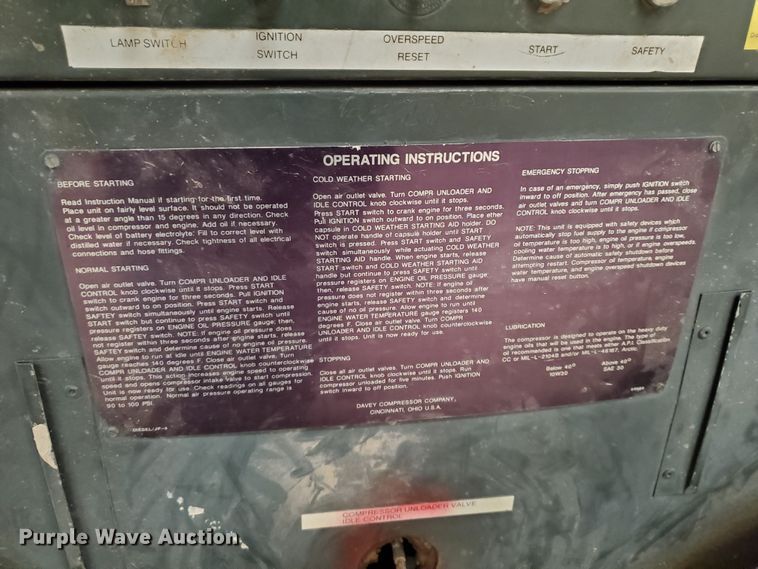 LAMP SWITCH
IGNITION
SWITCH
OVERSPEED
RESET
START
SAFETY
OPERATING INSTRUCTIONS
BEFORE STARTING
Read Instruction Manual if starting for the first time.
Place unit on fairly level surface. It should not be operated
at a greater angle than 15 degrees in any direction. Check
oil level in compressor and engine. Add oil if necessary.
Check level of battery electrolyte. Fill to correct level with
distilled water if necessary. Check tightness of all electrical
connections and hose fittings.
NORMAL STARTING
Open air outlet valve. Turn COMPR UNLOADER AND IDLE
CONTROL knob clockwise until it stops. Press START
switch to crank engine for three seconds. Pull IGNITION
switch outward to on position. Press START switch and
SAFTEY switch simultaneously until engine starts. Release
START switch but continue to press SAFETY switch until
pressure registers on ENGINE OIL PRESSURE gauge; then,
release SAFTEY switch. NOTE: If engine oil pressure does
not register within three seconds after engine starts, release
SAFTEY switch and determine cause of no engine oil pressure.
Allow engine to run at idle until ENGINE WATER TEMPERATURE
gauge reaches 140 degrees F. Close air outlet valve. Turn
COMPR UNLOADER AND IDLE CONTROL knob counterclockwise
until it stops. This action increases engine speed to operating
speed and opens compressor intake valve to start compression.
Unit is ready for use. Check readings on all gauges for
normal operation. Normal air pressure operating range is
90 to 100 PSI.
DIESEL/JP-4
COLD WEATHER STARTING
Open air outlet valve. Turn COMPR UNLOADER AND
IDLE CONTROL knob clockwise until it stops.
Press START switch to crank engine for three seconds.
Pull IGNITION switch outward to on position. Place ether
capsule in COLD WEATHER STARTING AID holder. DO
NOT operate handle of capsule holder until START
switch is pressed. Press START switch and SAFETY
switch simultaneously while actuating COLD WEATHER
STARTING AID handle. When engine starts, release
START switch and COLD WEATHER STARTING AID
handle but continue to press SAFETY switch until
pressure registers on ENGINE OIL PRESSURE gauge;
then, release SAFETY switch. NOTE: If engine oil
pressure does not register within three seconds after
engine starts, release SAFETY switch and determine
cause of no oil pressure. Allow engine to run until
ENGINE WATER TEMPERATURE gauge registers 140
degrees F. Close air outlet valve. Turn COMPR
UNLOADER AND IDLE CONTROL knob counterclockwise
until it stops. Unit is now ready for use.
STOPPING
Close all air outlet valves. Turn COMPR UNLOADER AND
IDLE CONTROL knob clockwise until it stops. Run
compressor unloaded for five minutes. Push IGNITION
switch inward to off position.
DAVEY COMPRESSOR COMPANY,
CINCINNATI, OHIO U.S.A.
EMERGENCY STOPPING
In case of an emergency, simply push IGNITION switch
inward to off position. After emergency has passed, close
air outlet valves and turn COMPR UNLOADER AND IDLE
CONTROL knob clockwise until it stops.
NOTE: This unit is equipped with safety devices which
automatically stop fuel supply to the engine if compressor
oil temperature is too high, engine oil pressure is too low,
cooling water temperature is too high, or if engine overspeeds.
Determine cause of automatic safety shutdown before
attempting restart. Compressor oil temperature, engine
water temperature, and engine overspeed shutdown devices
have manual reset button.
LUBRICATION
The compressor is designed to operate on the heavy duty
engine oils that will be used in the engine. The type of
oil recommended is one that meets either A.P.I. Classification
CC or MIL-L-2104B and/or MIL-L-46167, Arctic.
Below 40°
10W30
Above 40°
SAE 30
COMPRESSOR UNLOADER VALVE
IDLE CONTROL
Purple Wave Auction